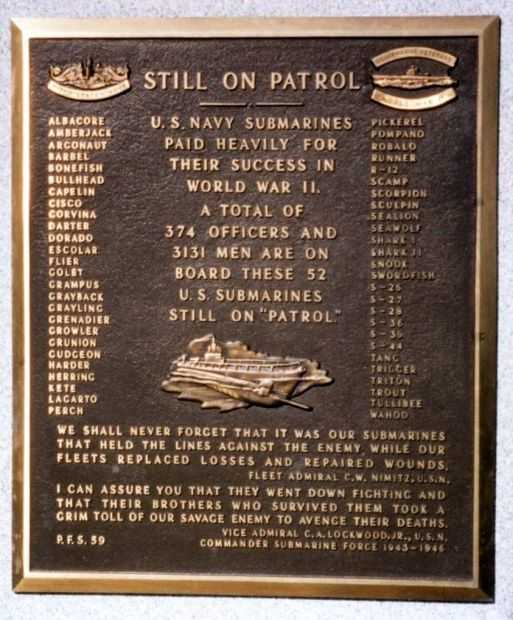 STILL ON PATROL
U.S. NAVY SUBMARINES
PAID HEAVILY FOR
THEIR SUCCESS IN
WORLD WAR II.
A TOTAL OF
374 OFFICERS AND
3131 MEN ARE ON
BOARD THESE 52
U.S. SUBMARINES
STILL ON "PATROL."
ALBACORE
AMBERJACK
ARGONAUT
BARBEL
BONEFISH
BULLHEAD
CAPELIN
CISCO
CORVINA
DARTER
DORADO
ESCOLAR
FLIER
GOLET
GRAMPUS
GRAYBACK
GRAYLING
GRENADIER
GROWLER
GRUNION
GUDGEON
HARDER
HERRING
KETE
LAGARTO
PERCH
PICKEREL
POMPANO
ROBALO
RUNNER
R-12
SCAMP
SCORPION
SCULPIN
SEALION
SEAWOLF
SHARK I
SHARK II
SNOOK
SWORDFISH
S-26
S-27
S-28
S-36
S-39
S-44
TANG
TRIGGER
TRITON
TROUT
TULLIBEE
WAHOO
WE SHALL NEVER FORGET THAT IT WAS OUR SUBMARINES
THAT HELD THE LINES AGAINST THE ENEMY WHILE OUR
FLEETS REPLACED LOSSES AND REPAIRED WOUNDS.
FLEET ADMIRAL C.W. NIMITZ, U.S.N.
I CAN ASSURE YOU THAT THEY WENT DOWN FIGHTING AND
THAT THEIR BROTHERS WHO SURVIVED THEM TOOK A
GRIM TOLL OF OUR SAVAGE ENEMY TO AVENGE THEIR DEATHS.
VICE ADMIRAL C.A. LOCKWOOD, JR., U.S.N.
P.F.S. 59
COMMANDER SUBMARINE FORCE 1943-1946